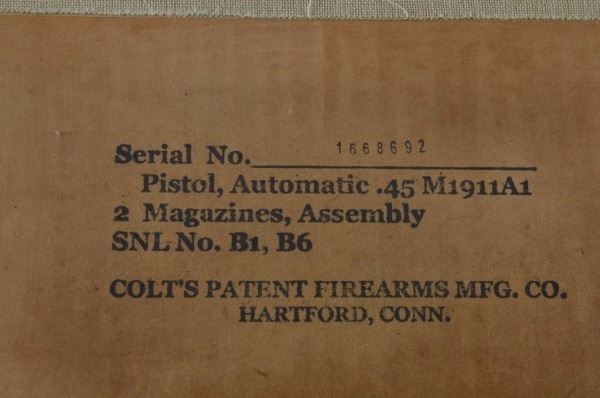 Serial No. 1668692
Pistol, Automatic .45 M1911A1
2 Magazines, Assembly
SNL No. B1, B6
COLT'S PATENT FIREARMS MFG. CO.
HARTFORD, CONN.